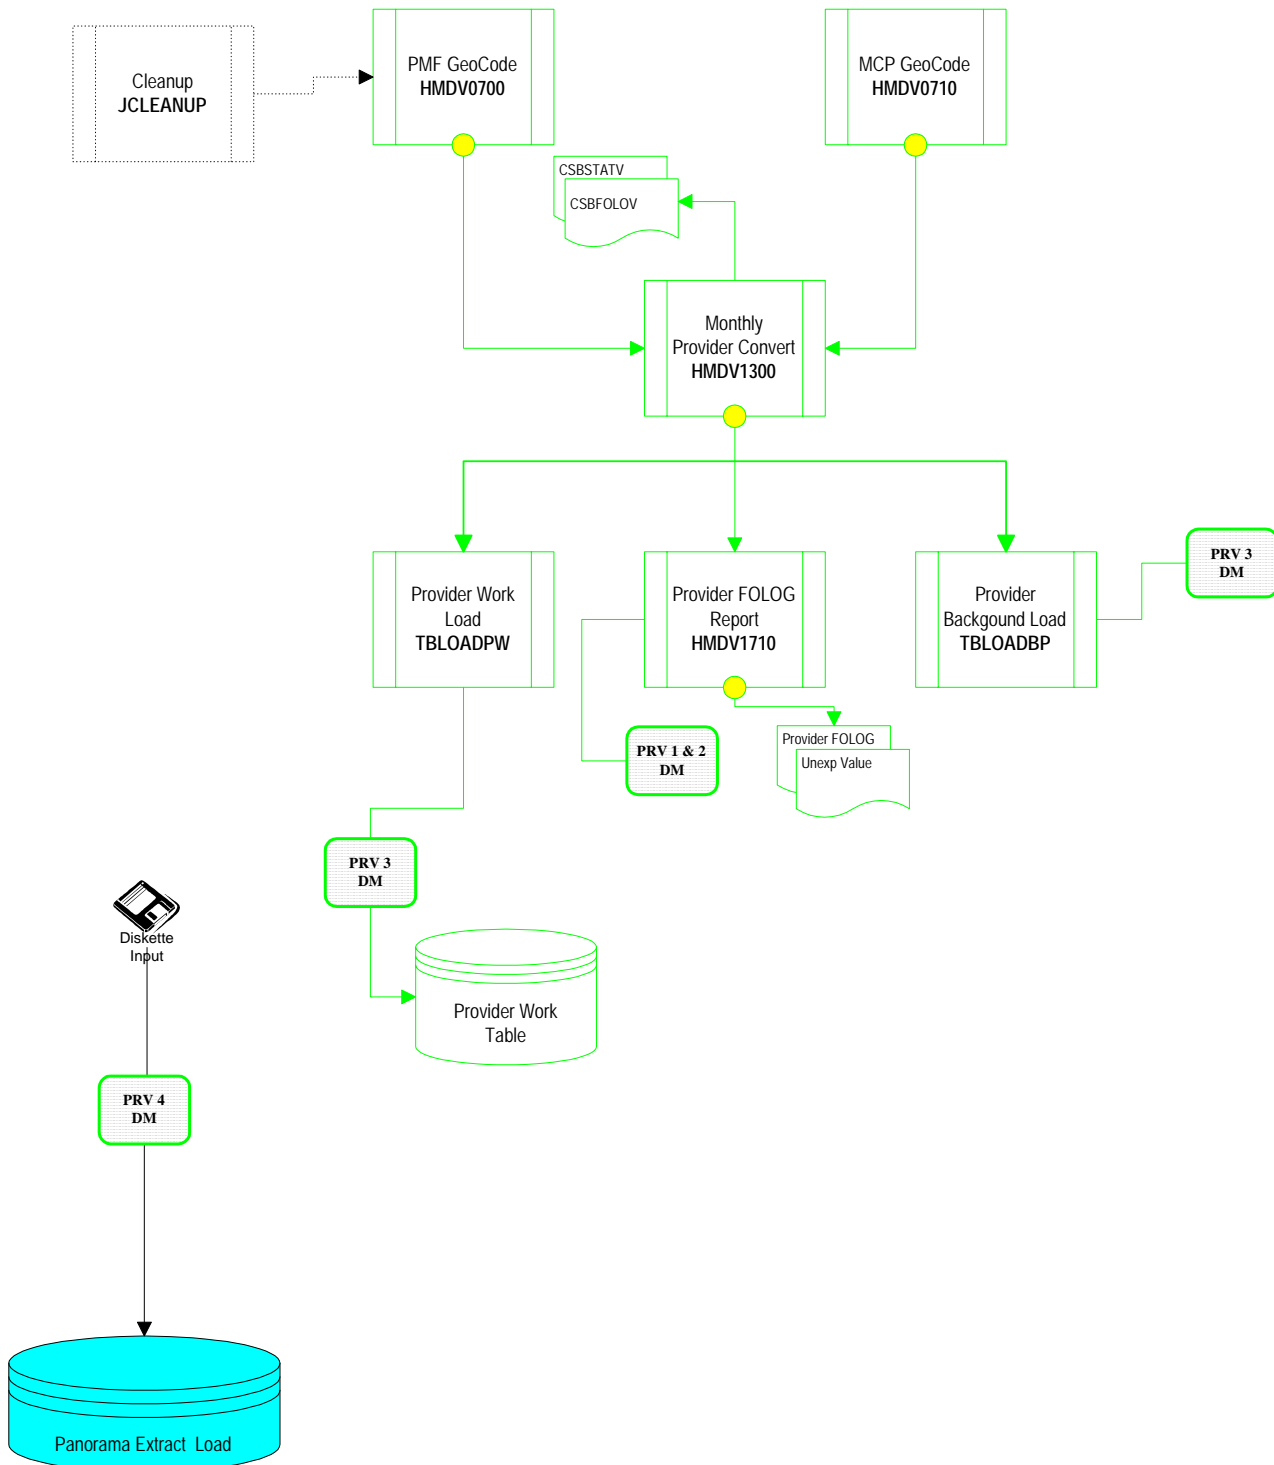 Cleanup
JCLEANUP
PMF GeoCode
HMDV0700
MCP GeoCode
HMDV0710
CSBSTATV
CSBFOLOV
Monthly
Provider Convert
HMDV1300
Provider Work
Load
TBLOADPW
Provider FOLOG
Report
HMDV1710
Provider
Backgound Load
TBLOADBP
PRV 3
DM
PRV 1 & 2
DM
Provider FOLOG
Unexp Value
PRV 3
DM
Diskette
Input
Provider Work
Table
PRV 4
DM
Panorama Extract Load